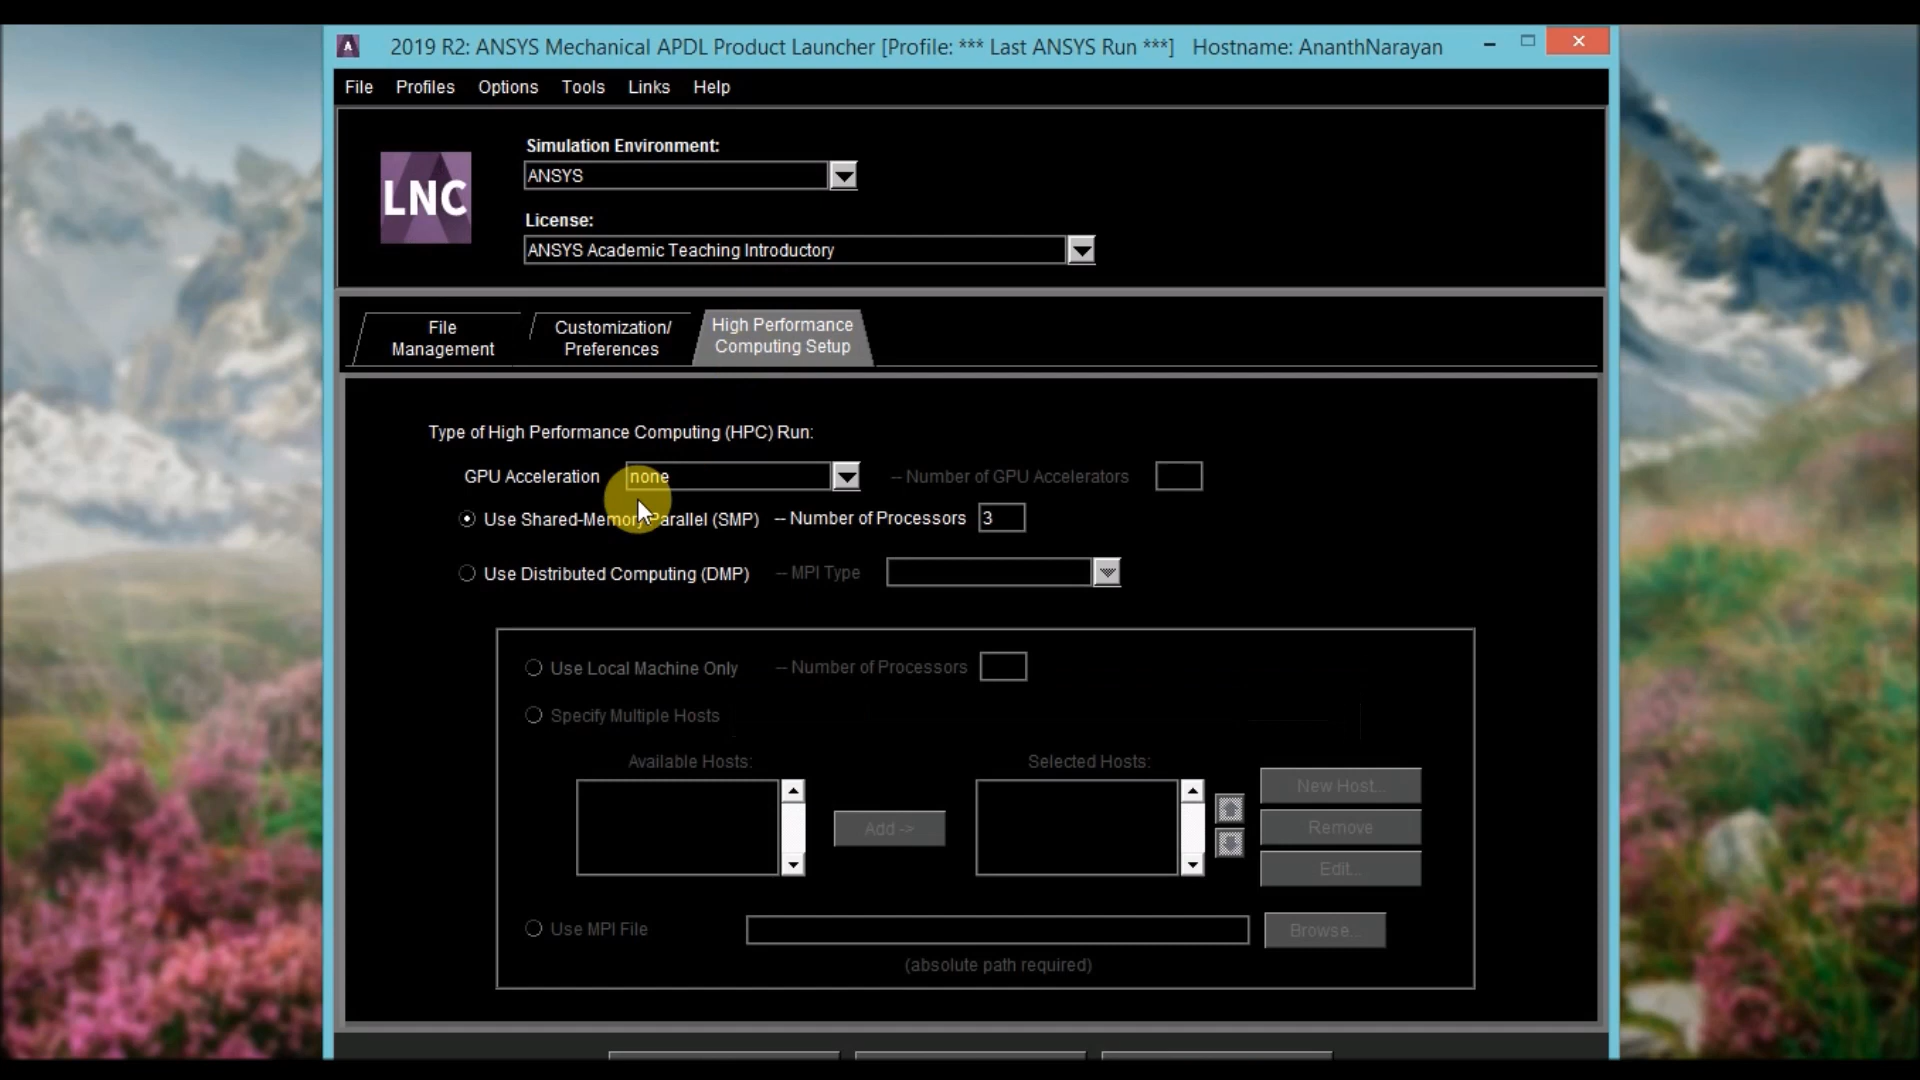 2019 R2: ANSYS Mechanical APDL Product Launcher [Profile: *** Last ANSYS Run ***] Hostname: AnanthNarayan
File Profiles Options Tools Links Help
LNC
Simulation Environment:
ANSYS
License:
ANSYS Academic Teaching Introductory
File Management
Customization/ Preferences
High Performance Computing Setup
Type of High Performance Computing (HPC) Run:
GPU Acceleration none -- Number of GPU Accelerators
Use Shared-Memory Parallel (SMP) -- Number of Processors 3
Use Distributed Computing (DMP) -- MPI Type
Use Local Machine Only -- Number of Processors
Specify Multiple Hosts
Available Hosts: Selected Hosts:
New Host...
Add -> Remove
Edit...
Use MPI File Browse...
(absolute path required)